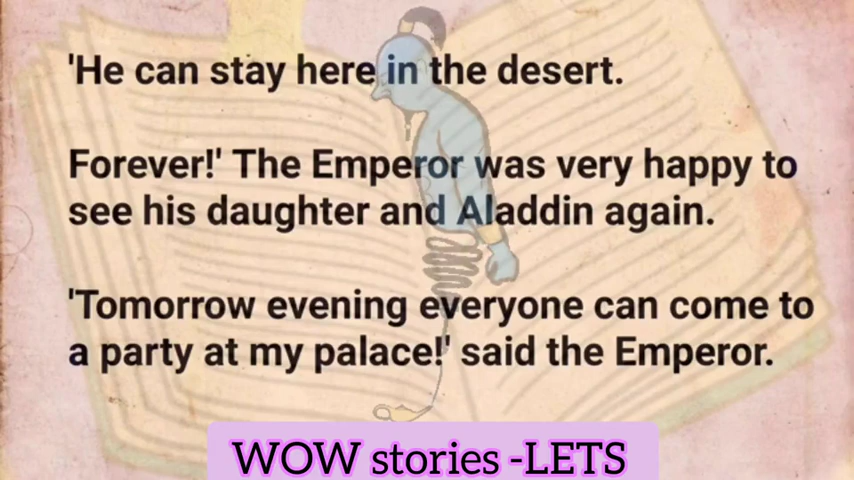 'He can stay here in the desert.
Forever!' The Emperor was very happy to
see his daughter and Aladdin again.
'Tomorrow evening everyone can come to
a party at my palace!' said the Emperor.
WOW stories -LETS